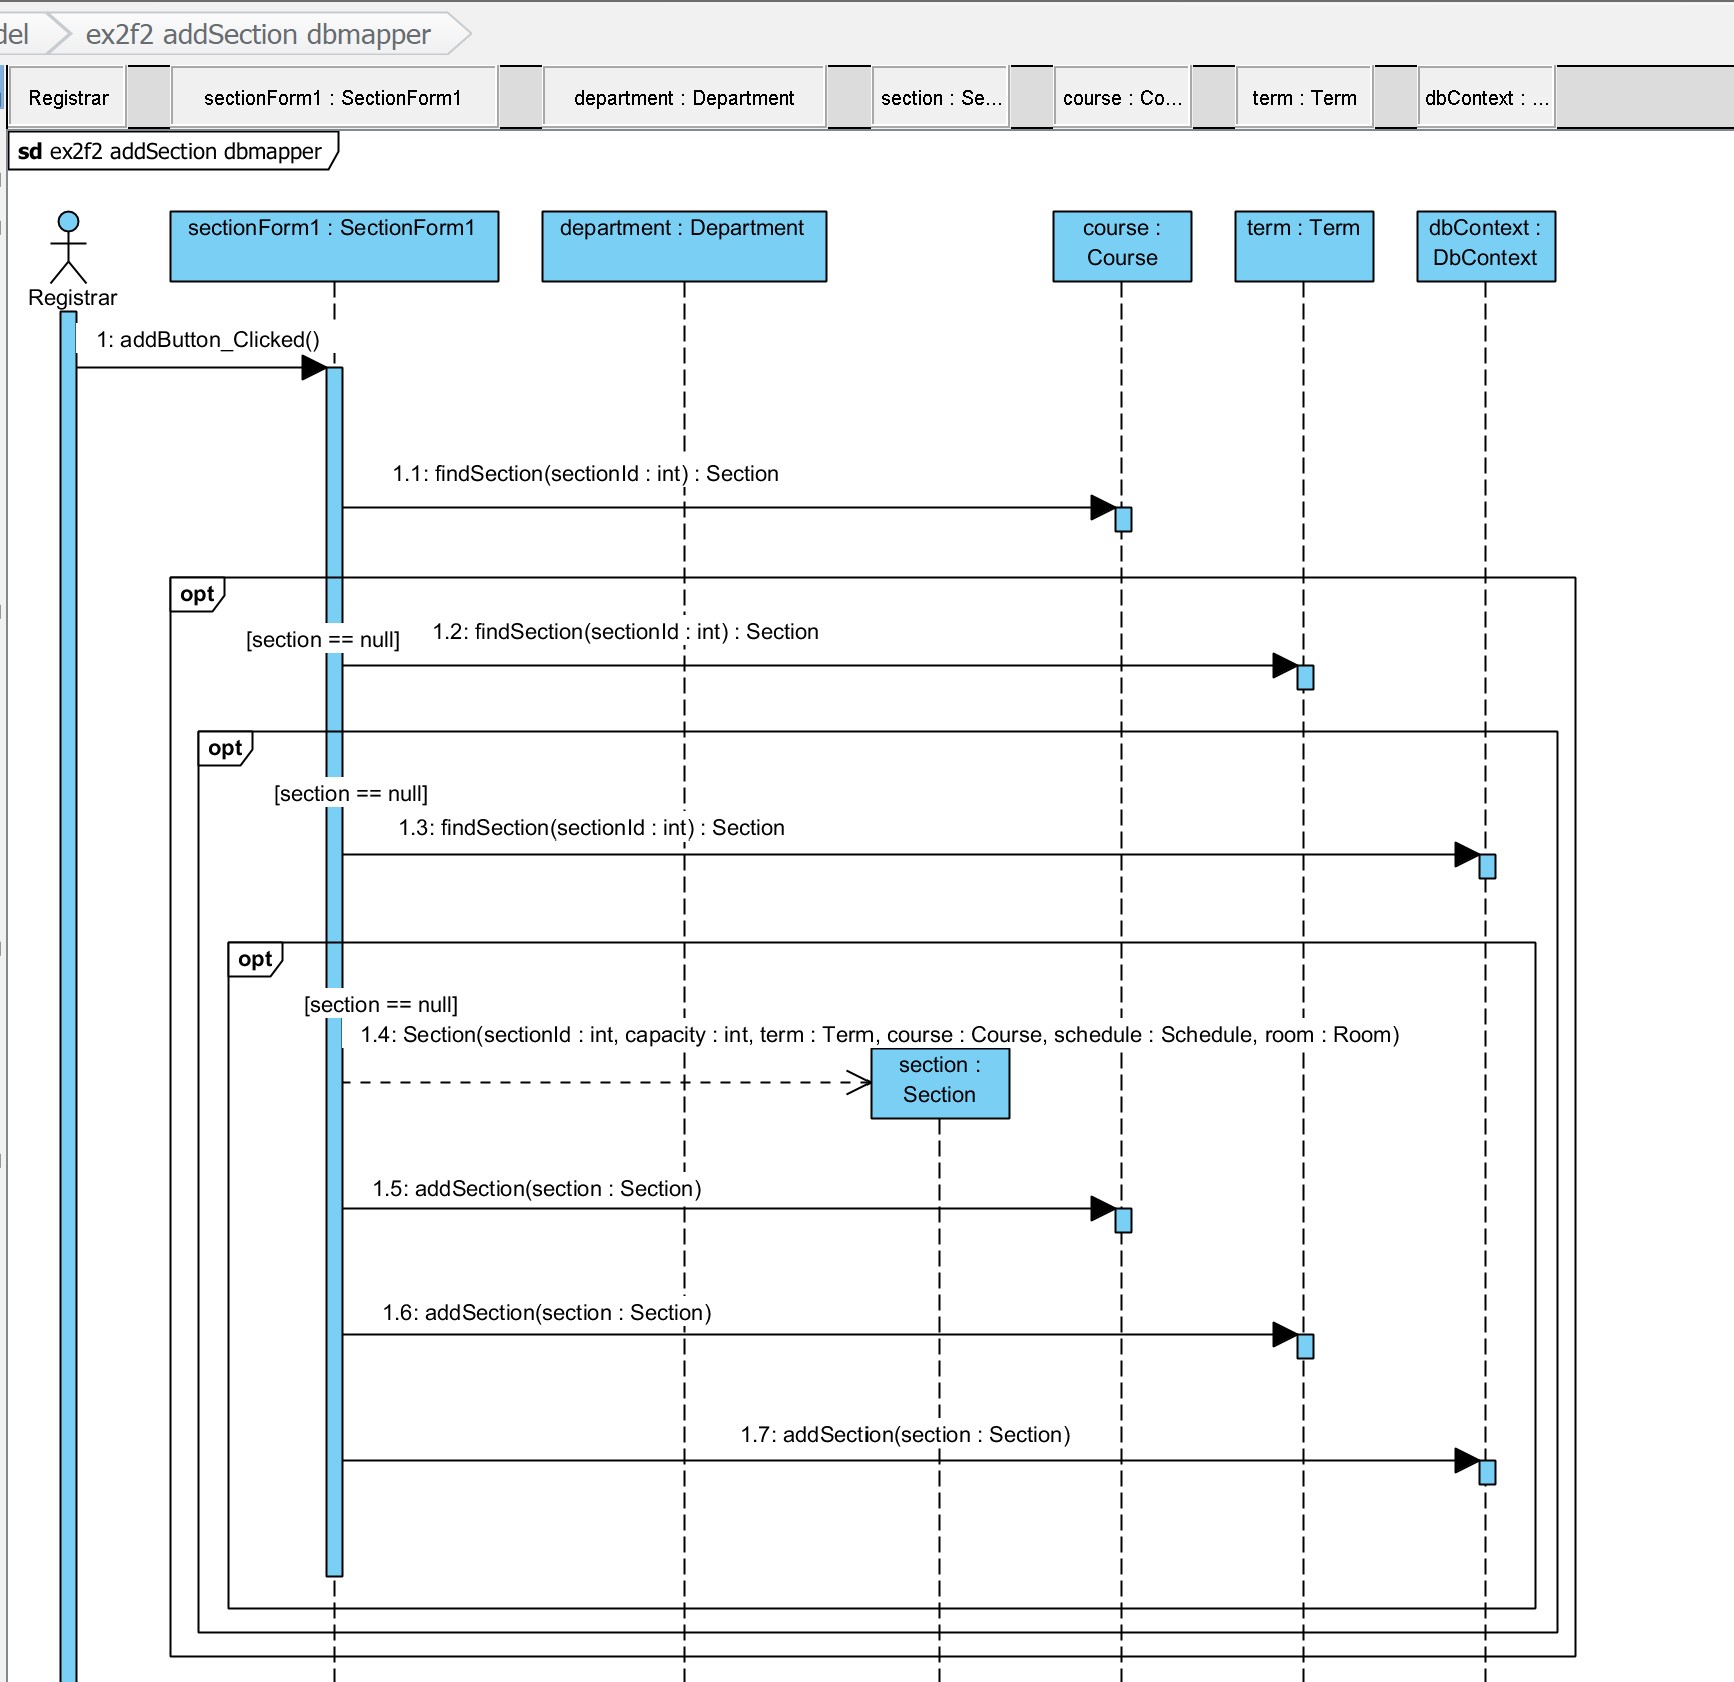 del
ex2f2 addSection dbmapper
Registrar
sectionForm1 : SectionForm1
department : Department
section : Se...
course : Co...
term : Term
dbContext : ...
sd ex2f2 addSection dbmapper
sectionForm1 : SectionForm1
department : Department
course :
Course
term : Term
dbContext :
DbContext
Registrar
1: addButton_Clicked()
1.1: findSection(sectionId : int) : Section
opt
[section == null]
1.2: findSection(sectionId : int) : Section
opt
[section == null]
1.3: findSection(sectionId : int) : Section
opt
[section == null]
1.4: Section(sectionId : int, capacity : int, term : Term, course : Course, schedule : Schedule, room : Room)
section :
Section
1.5: addSection(section : Section)
1.6: addSection(section : Section)
1.7: addSection(section : Section)